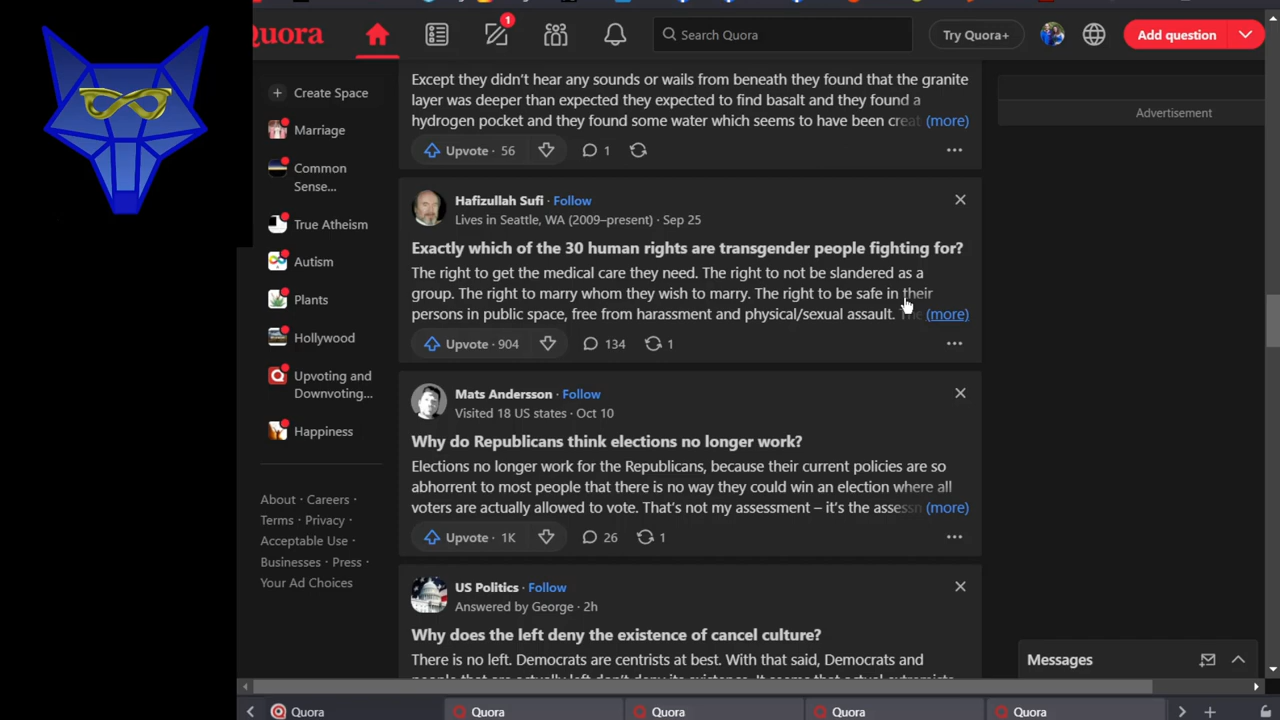 Quora
1
Search Quora
Try Quora+
Add question
Create Space
Marriage
Common
Sense...
True Atheism
Autism
Plants
Hollywood
Upvoting and
Downvoting...
Happiness
About · Careers ·
Terms · Privacy ·
Acceptable Use ·
Businesses · Press ·
Your Ad Choices
Except they didn't hear any sounds or wails from beneath they found that the granite
layer was deeper than expected they expected to find basalt and they found a
hydrogen pocket and they found some water which seems to have been (more)
Upvote · 56
1
Hafizullah Sufi · Follow
Lives in Seattle, WA (2009–present) · Sep 25
Exactly which of the 30 human rights are transgender people fighting for?
The right to get the medical care they need. The right to not be slandered as a
group. The right to marry whom they wish to marry. The right to be safe in their
persons in public space, free from harassment and physical/sexual assault. (more)
Upvote · 904
134
1
Mats Andersson · Follow
Visited 18 US states · Oct 10
Why do Republicans think elections no longer work?
Elections no longer work for the Republicans, because their current policies are so
abhorrent to most people that there is no way they could win an election where all
voters are actually allowed to vote. That's not my assessment – it's the (more)
Upvote · 1K
26
1
US Politics · Follow
Answered by George · 2h
Why does the left deny the existence of cancel culture?
There is no left. Democrats are centrists at best. With that said, Democrats and
Advertisement
Messages
Quora
Quora
Quora
Quora
Quora